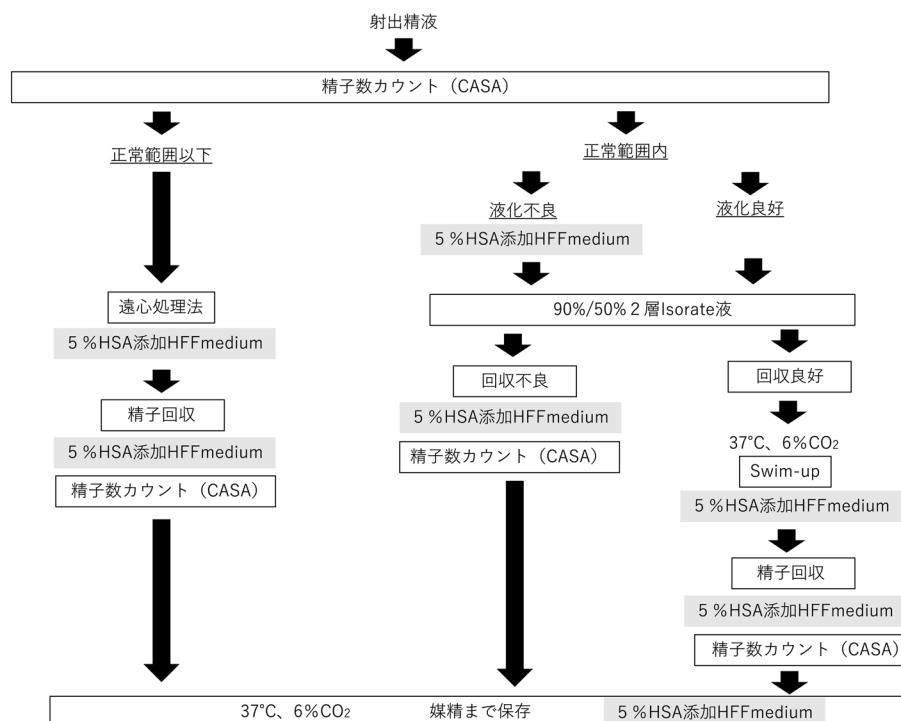 射出精液
精子数カウント（CASA）
正常範囲以下
正常範囲内
液化不良
液化良好
5％HSA添加HFFmedium
遠心処理法
90%/50%２層Isorate液
5％HSA添加HFFmedium
回収不良
回収良好
精子回収
5％HSA添加HFFmedium
37℃、6%CO₂
5％HSA添加HFFmedium
精子数カウント（CASA）
Swim-up
精子数カウント（CASA）
5％HSA添加HFFmedium
精子回収
5％HSA添加HFFmedium
精子数カウント（CASA）
37℃、6%CO₂ 媒精まで保存 5％HSA添加HFFmedium